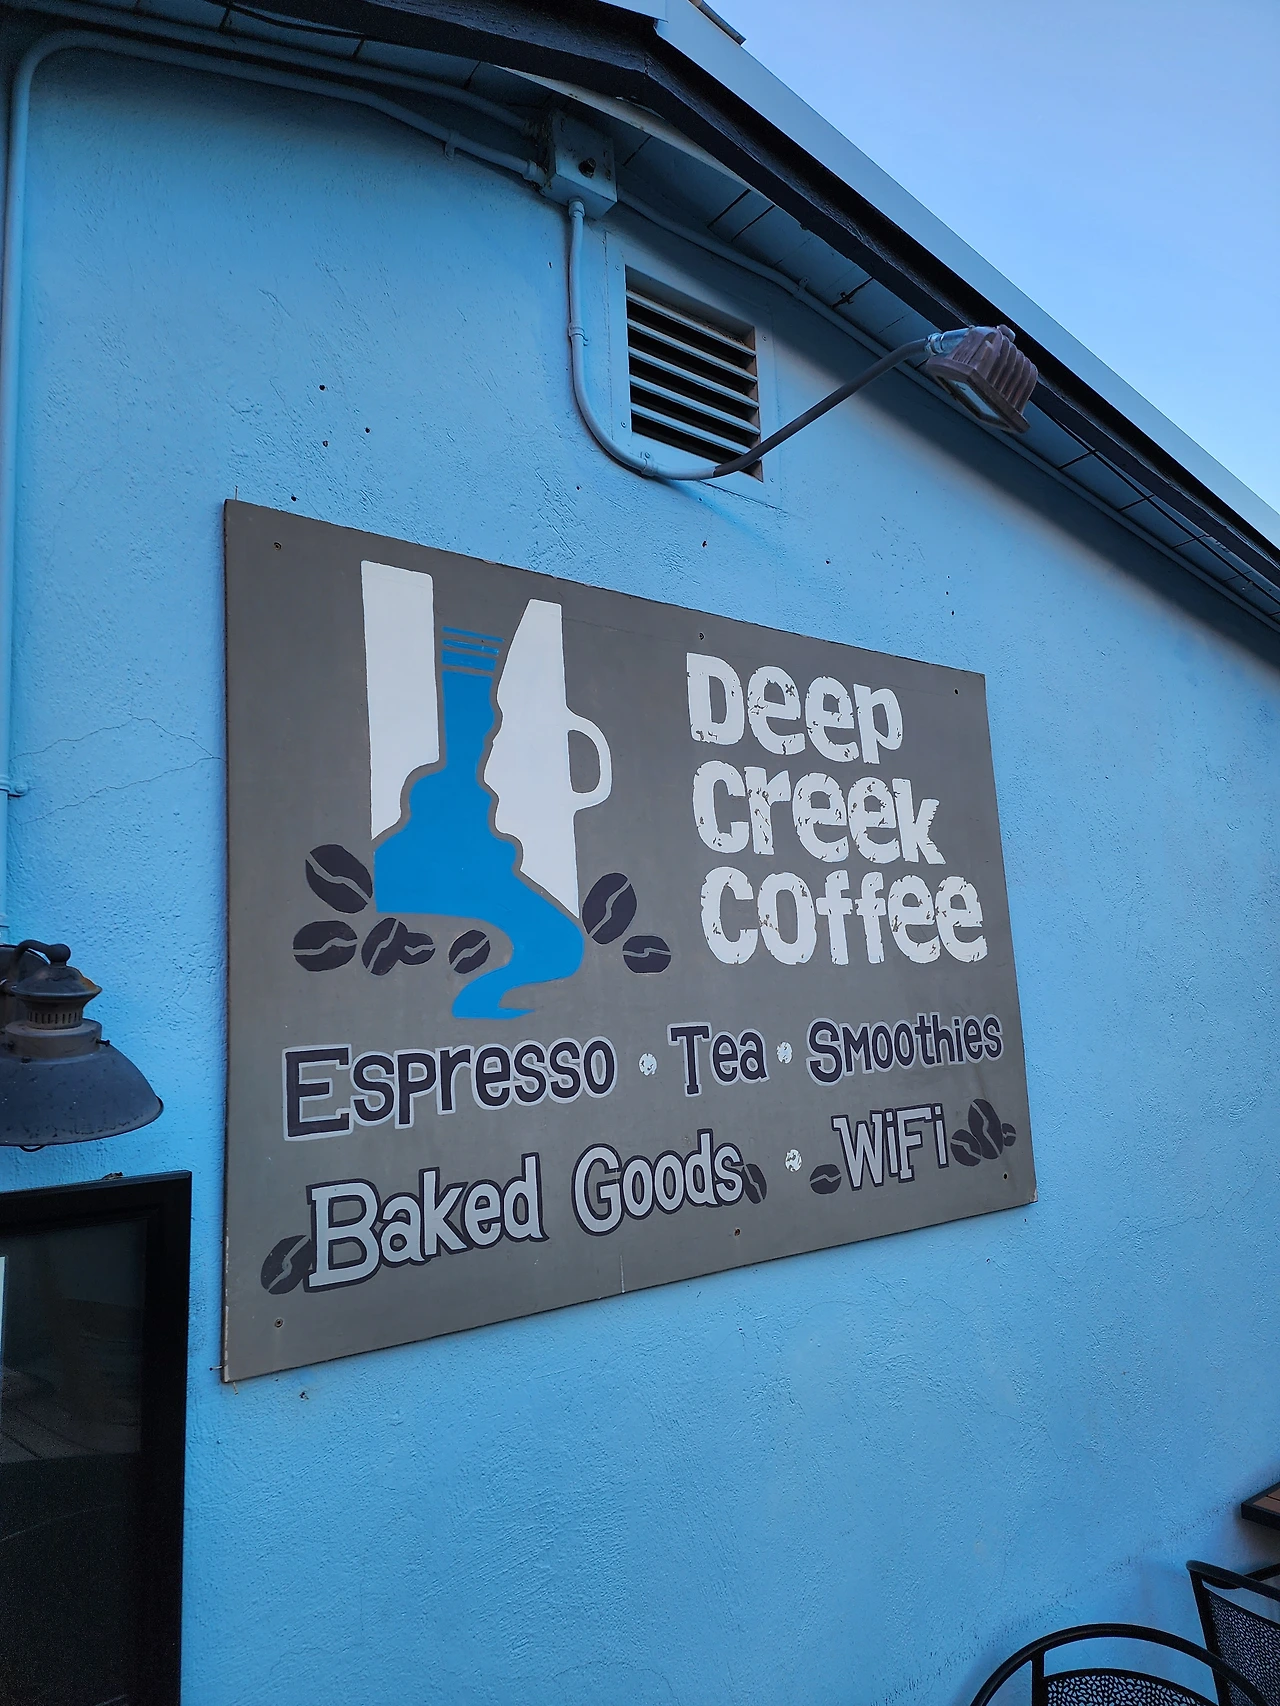 Deep
Creek
Coffee
Espresso • Tea • Smoothies
Baked Goods • WiFi